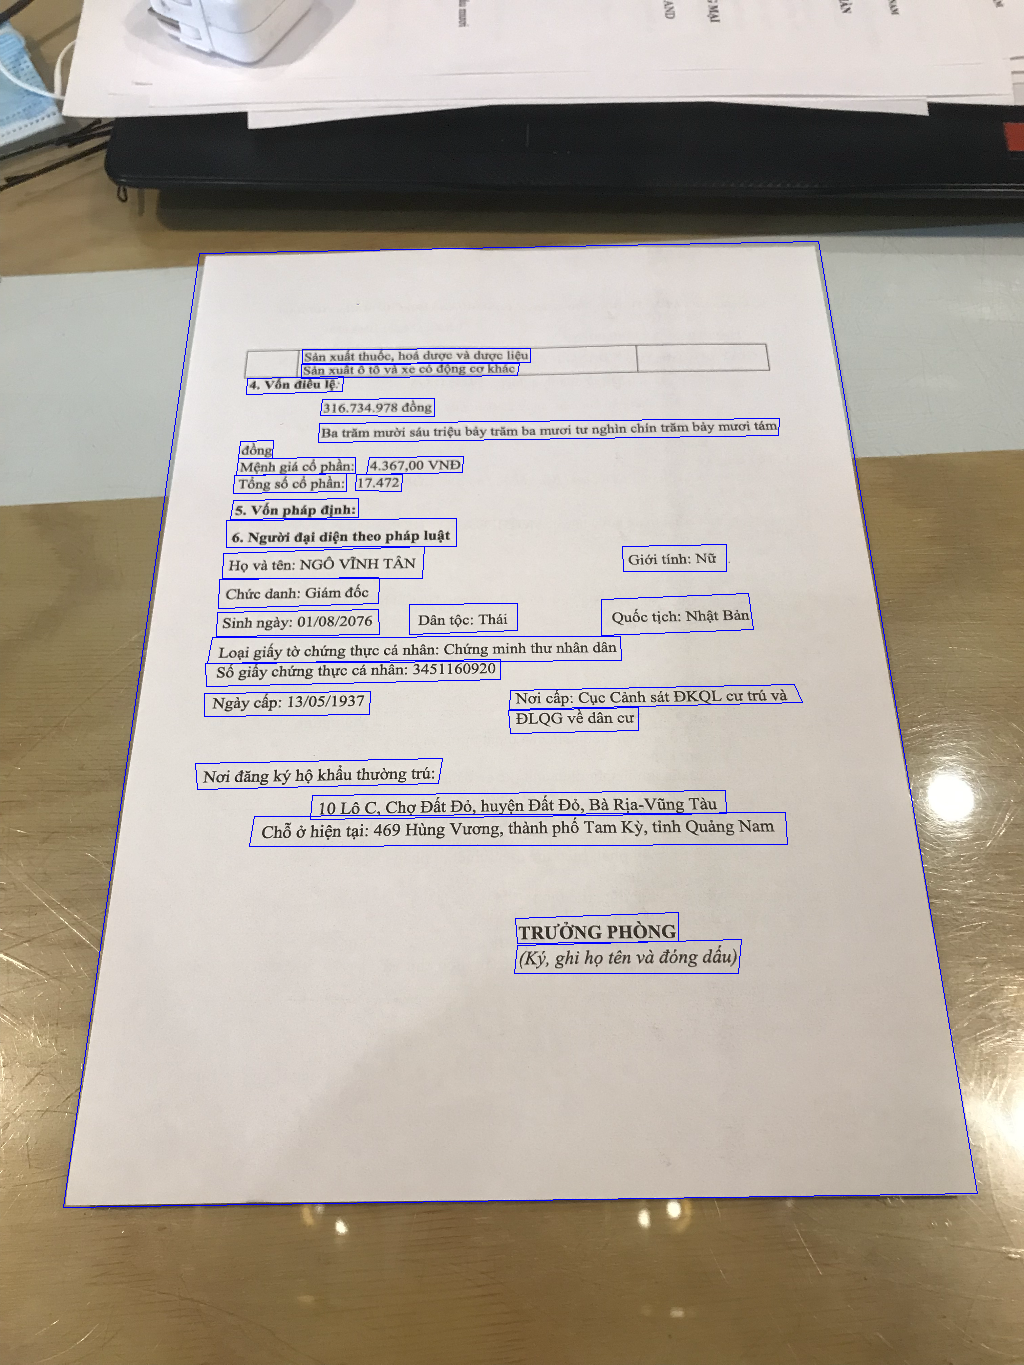 Sản xuất thuốc, hoá dược và dược liệu
Sản xuất ô tô và xe có động cơ khác
4. Vốn điều lệ:
316.734.978 đồng
Ba trăm mười sáu triệu bảy trăm ba mươi tư nghìn chín trăm bảy mươi tám
đồng
Mệnh giá cổ phần: 4.367,00 VNĐ
Tổng số cổ phần: 17.472
5. Vốn pháp định:
6. Người đại diện theo pháp luật
Họ và tên: NGÔ VĨNH TÂN Giới tính: Nữ
Chức danh: Giám đốc
Sinh ngày: 01/08/2076 Dân tộc: Thái Quốc tịch: Nhật Bản
Loại giấy tờ chứng thực cá nhân: Chứng minh thư nhân dân
Số giấy chứng thực cá nhân: 3451160920
Ngày cấp: 13/05/1937 Nơi cấp: Cục Cảnh sát ĐKQL cư trú và
ĐLQG về dân cư
Nơi đăng ký hộ khẩu thường trú:
10 Lô C, Chợ Đất Đỏ, huyện Đất Đỏ, Bà Rịa-Vũng Tàu
Chỗ ở hiện tại: 469 Hùng Vương, thành phố Tam Kỳ, tỉnh Quảng Nam
TRƯỞNG PHÒNG
(Ký, ghi họ tên và đóng dấu)